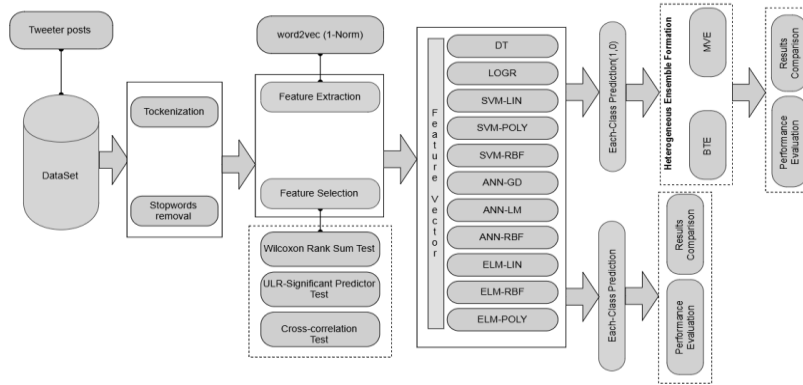 Tweeter posts
DataSet
Tockenization
Stopwords
removal
word2vec (1-Norm)
Feature Extraction
Feature Selection
Wilcoxon Rank Sum Test
ULR-Significant Predictor
Test
Cross-correlation
Test
Feature Vector
DT
LOGR
SVM-LIN
SVM-POLY
SVM-RBF
ANN-GD
ANN-LM
ANN-RBF
ELM-LIN
ELM-RBF
ELM-POLY
Each-Class Prediction(1,0)
Heterogeneous Ensemble Formation
MVE
BTE
Results
Comparison
Performance
Evaluation
Each-Class Prediction
Results
Comparison
Performance
Evaluation